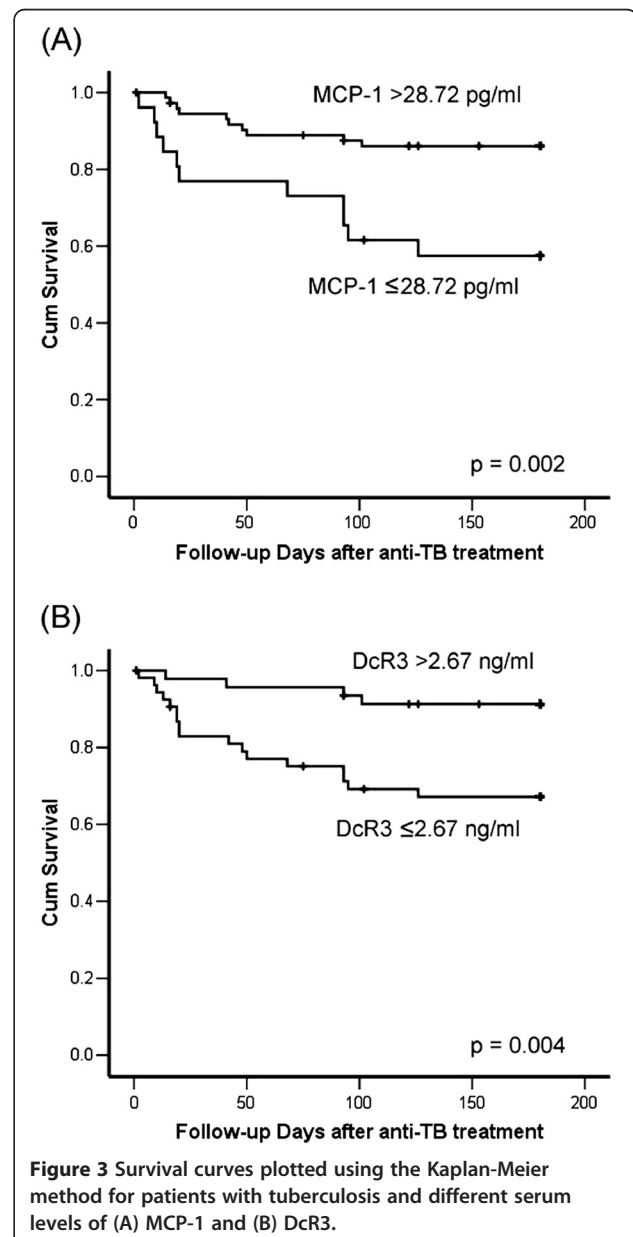 (A)
MCP-1 >28.72 pg/ml
MCP-1 ≤28.72 pg/ml
p = 0.002
Cum Survival
1.0
0.8
0.6
0.4
0.2
0.0
0 50 100 150 200
Follow-up Days after anti-TB treatment
(B)
DcR3 >2.67 ng/ml
DcR3 ≤2.67 ng/ml
p = 0.004
Cum Survival
1.0
0.8
0.6
0.4
0.2
0.0
0 50 100 150 200
Follow-up Days after anti-TB treatment
Figure 3 Survival curves plotted using the Kaplan-Meier
method for patients with tuberculosis and different serum
levels of (A) MCP-1 and (B) DcR3.